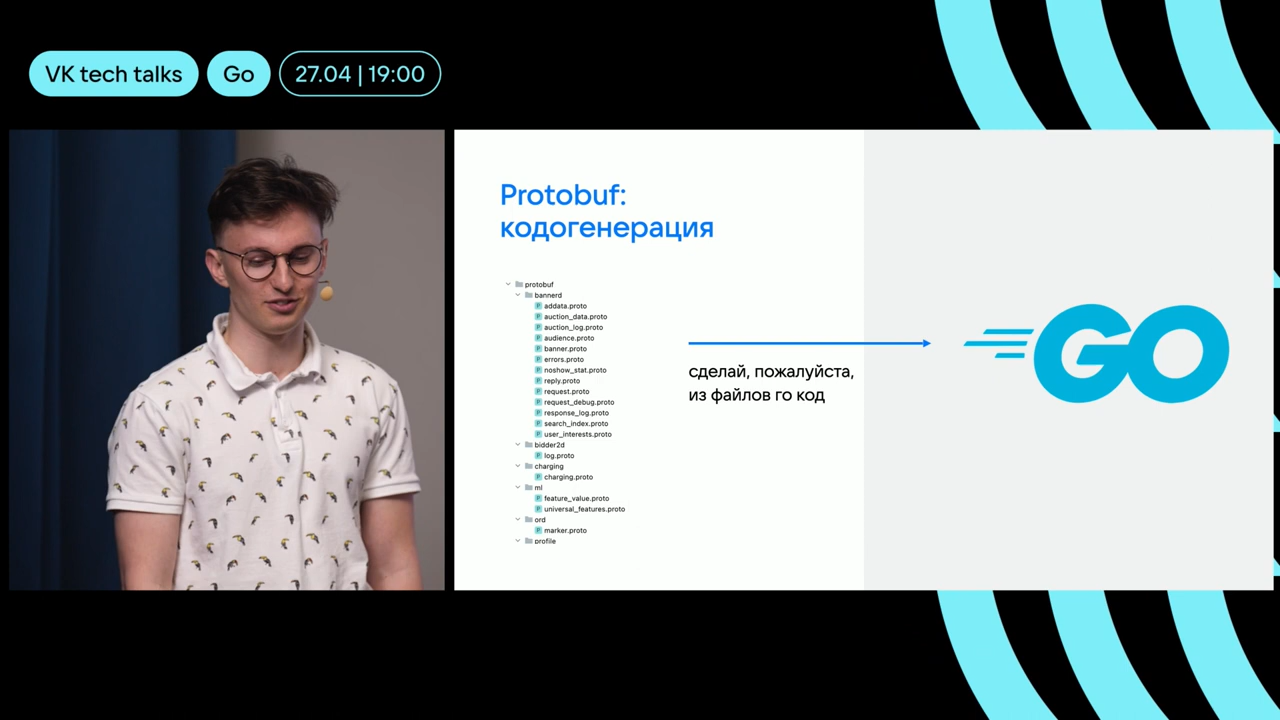 VK tech talks
Go
27.04 | 19:00
Protobuf:
кодогенерация
protobuf
bannerd
addata.proto
auction_data.proto
auction_log.proto
audience.proto
banner.proto
errors.proto
noshow_stat.proto
reply.proto
request.proto
request_debug.proto
response_log.proto
search_index.proto
user_interests.proto
bidder2d
log.proto
charging
charging.proto
ml
feature_value.proto
universal_features.proto
ord
marker.proto
profile
сделай, пожалуйста,
из файлов го код
GO